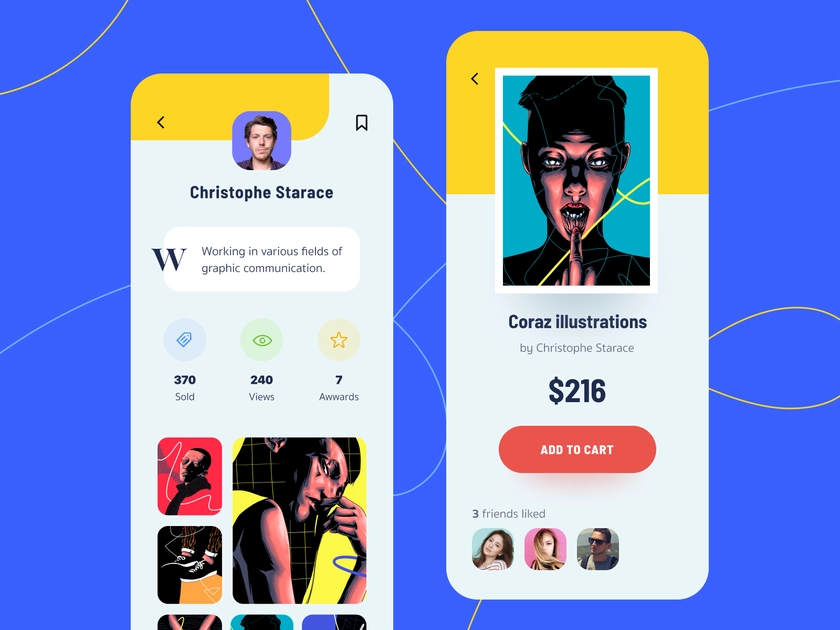 Christophe Starace
W
Working in various fields of
graphic communication.
370
Sold
240
Views
7
Awwards
Coraz illustrations
by Christophe Starace
$216
ADD TO CART
3 friends liked